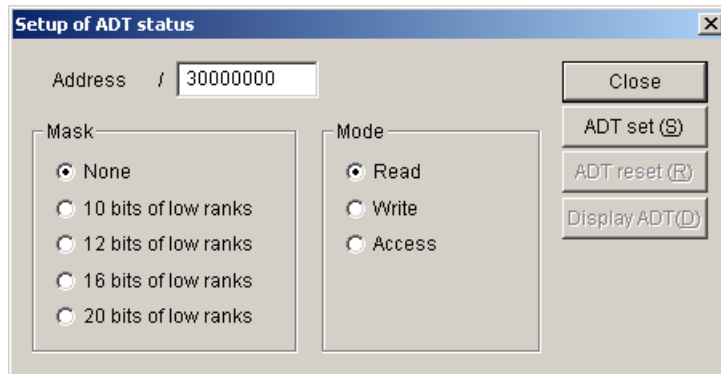 Setup of ADT status
Address / 30000000
Close
ADT set (S)
ADT reset (R)
Display ADT(D)
Mask
None
10 bits of low ranks
12 bits of low ranks
16 bits of low ranks
20 bits of low ranks
Mode
Read
Write
Access